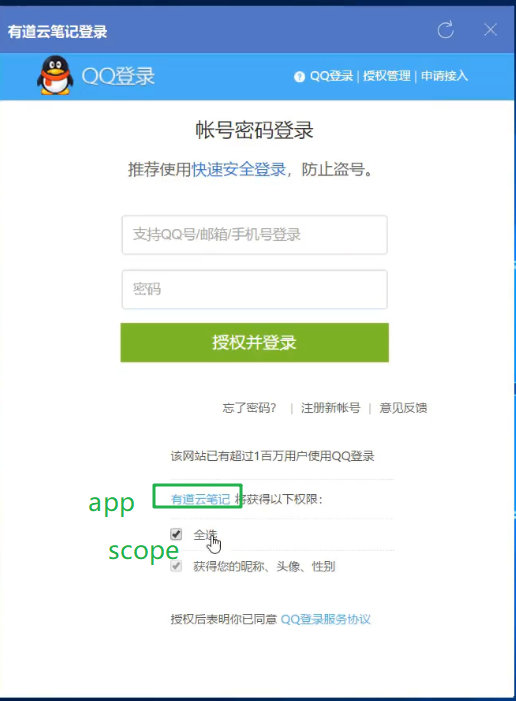 有道云笔记登录
QQ登录
QQ登录 | 授权管理 | 申请接入
帐号密码登录
推荐使用快速安全登录，防止盗号。
支持QQ号/邮箱/手机号登录
密码
授权并登录
忘了密码？ | 注册新帐号 | 意见反馈
该网站已有超过1百万用户使用QQ登录
app
有道云笔记 将获得以下权限：
全选
scope
获得您的昵称、头像、性别
授权后表明你已同意 QQ登录服务协议